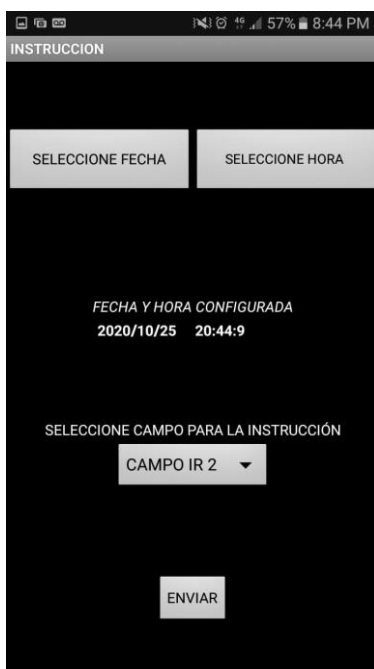 4G 57% 8:44 PM
INSTRUCCION
SELECCIONE FECHA SELECCIONE HORA
FECHA Y HORA CONFIGURADA
2020/10/25 20:44:9
SELECCIONE CAMPO PARA LA INSTRUCCIÓN
CAMPO IR 2
ENVIAR